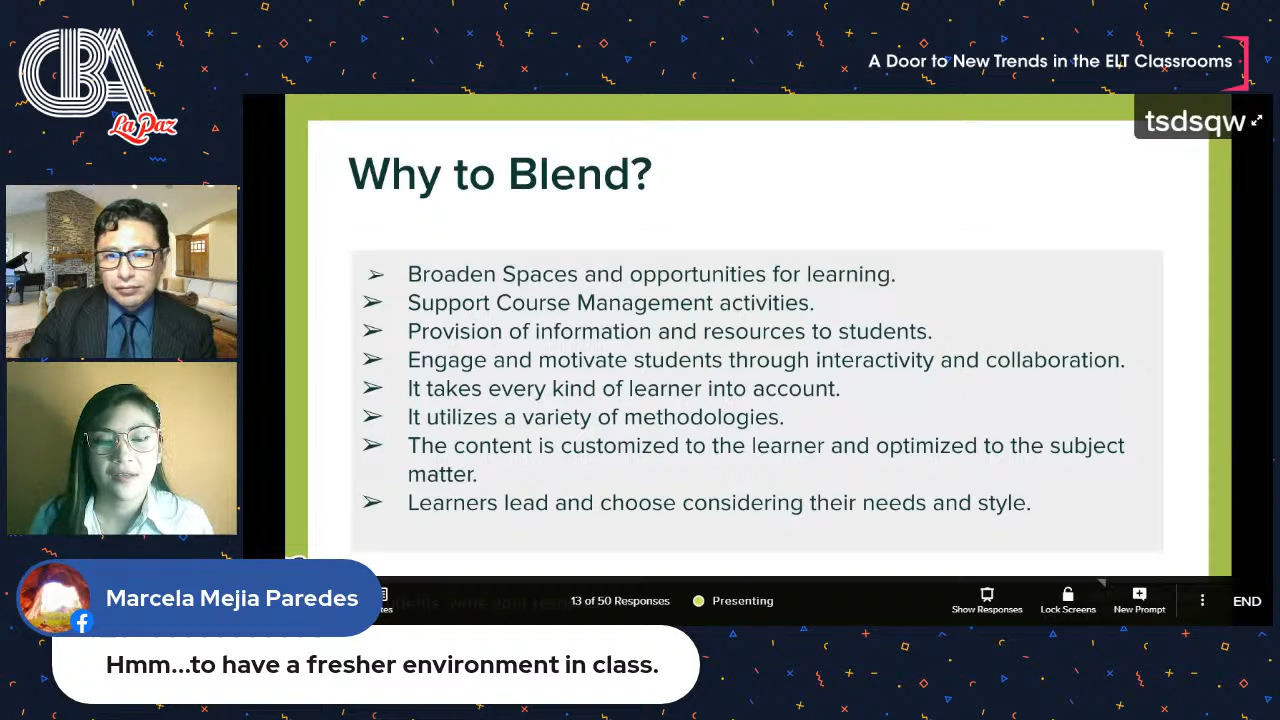 CBA
La Paz
A Door to New Trends in the ELT Classrooms
tsdsqw
Why to Blend?
➢ Broaden Spaces and opportunities for learning.
➢ Support Course Management activities.
➢ Provision of information and resources to students.
➢ Engage and motivate students through interactivity and collaboration.
➢ It takes every kind of learner into account.
➢ It utilizes a variety of methodologies.
➢ The content is customized to the learner and optimized to the subject
matter.
➢ Learners lead and choose considering their needs and style.
13 of 50 Responses
Presenting
Show Responses
Lock Screens
New Prompt
END
Marcela Mejia Paredes
Hmm...to have a fresher environment in class.